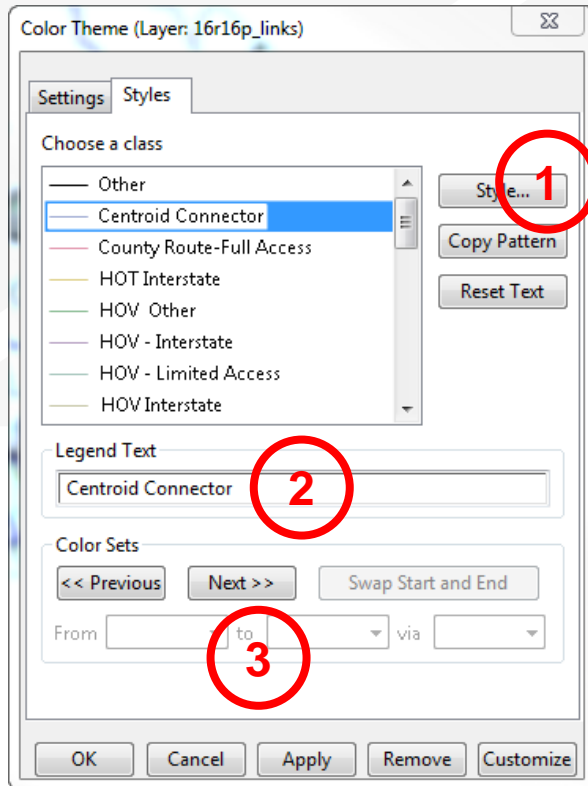 Color Theme (Layer: 16r16p_links)
Settings Styles
Choose a class
Other
Centroid Connector
County Route-Full Access
HOT Interstate
HOV Other
HOV - Interstate
HOV - Limited Access
HOV Interstate
Style... 1
Copy Pattern
Reset Text
Legend Text
Centroid Connector 2
Color Sets
<< Previous Next >> Swap Start and End
From to via
3
OK Cancel Apply Remove Customize